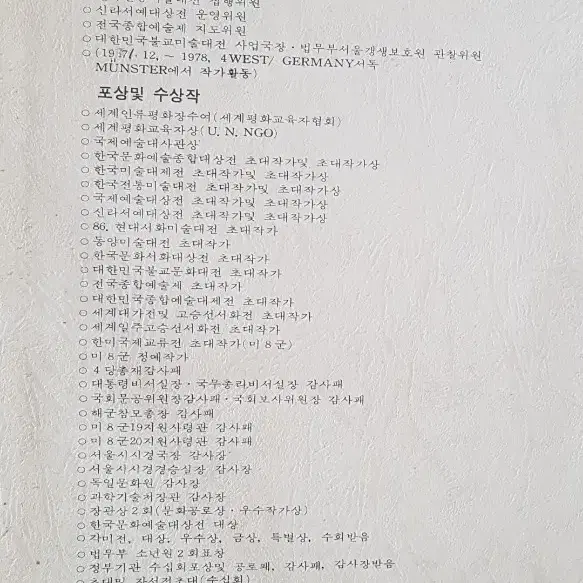 ○신라서예대상전 운영위원
○전국종합예술제 지도위원
○대한민국불교미술대전 사업국장·법무부서울갱생보호원 관찰위원
○(1977. 12, ~ 1978, 4WEST/ GERMANY서독
MÜNSTER에서 작가활동)
포상및 수상작
○세계인류평화장수여(세계평화교육자협회)
○세계평화교육자상(U. N. NGO)
○국제예술대사관상
○한국문화예술종합대상전 초대작가및 초대작가상
○한국미술대제전 초대작가및 초대작가상
○한국전통미술대전 초대작가및 초대작가상
○국제예술대상전 초대작가및 초대작가상
○신라서예대상전 초대작가및 초대작가상
○86. 현대서화미술대전 초대작가
○동양미술대전 초대작가
○한국문화서화대상전 초대작가
○대한민국불교문화대전 초대작가
○전국종합예술제 초대작가
○대한민국종합예술대제전 초대작가
○세계대가전및 고승선서화전 초대작가
○세계일주고승선서화전 초대작가
○한미국제교류전 초대작가(미8군)
○미8군 정예작가
○4당총재감사패
○대통령비서실장·국무총리비서실장 감사패
○국회문공위원장감사패·국회보사위원장 감사패
○해군참모총장 감사패
○미8군19지원사령관 감사패
○미8군20지원사령관 감사패
○서울시시경국장 감사장
○서울시시경경승실장 감사장
○독일문화원 감사장
○과학기술처장관 감사장
○장관상2회(문화공로상·우수작가상)
○한국문화예술대상전 대상
○각미전, 대상, 우수상, 금상, 특별상, 수회받음
○법무부 소년원2회표창
○정부기관 수십회포상및 공로패, 감사패, 감사장받음
○초대및 자선전초대(수십회)